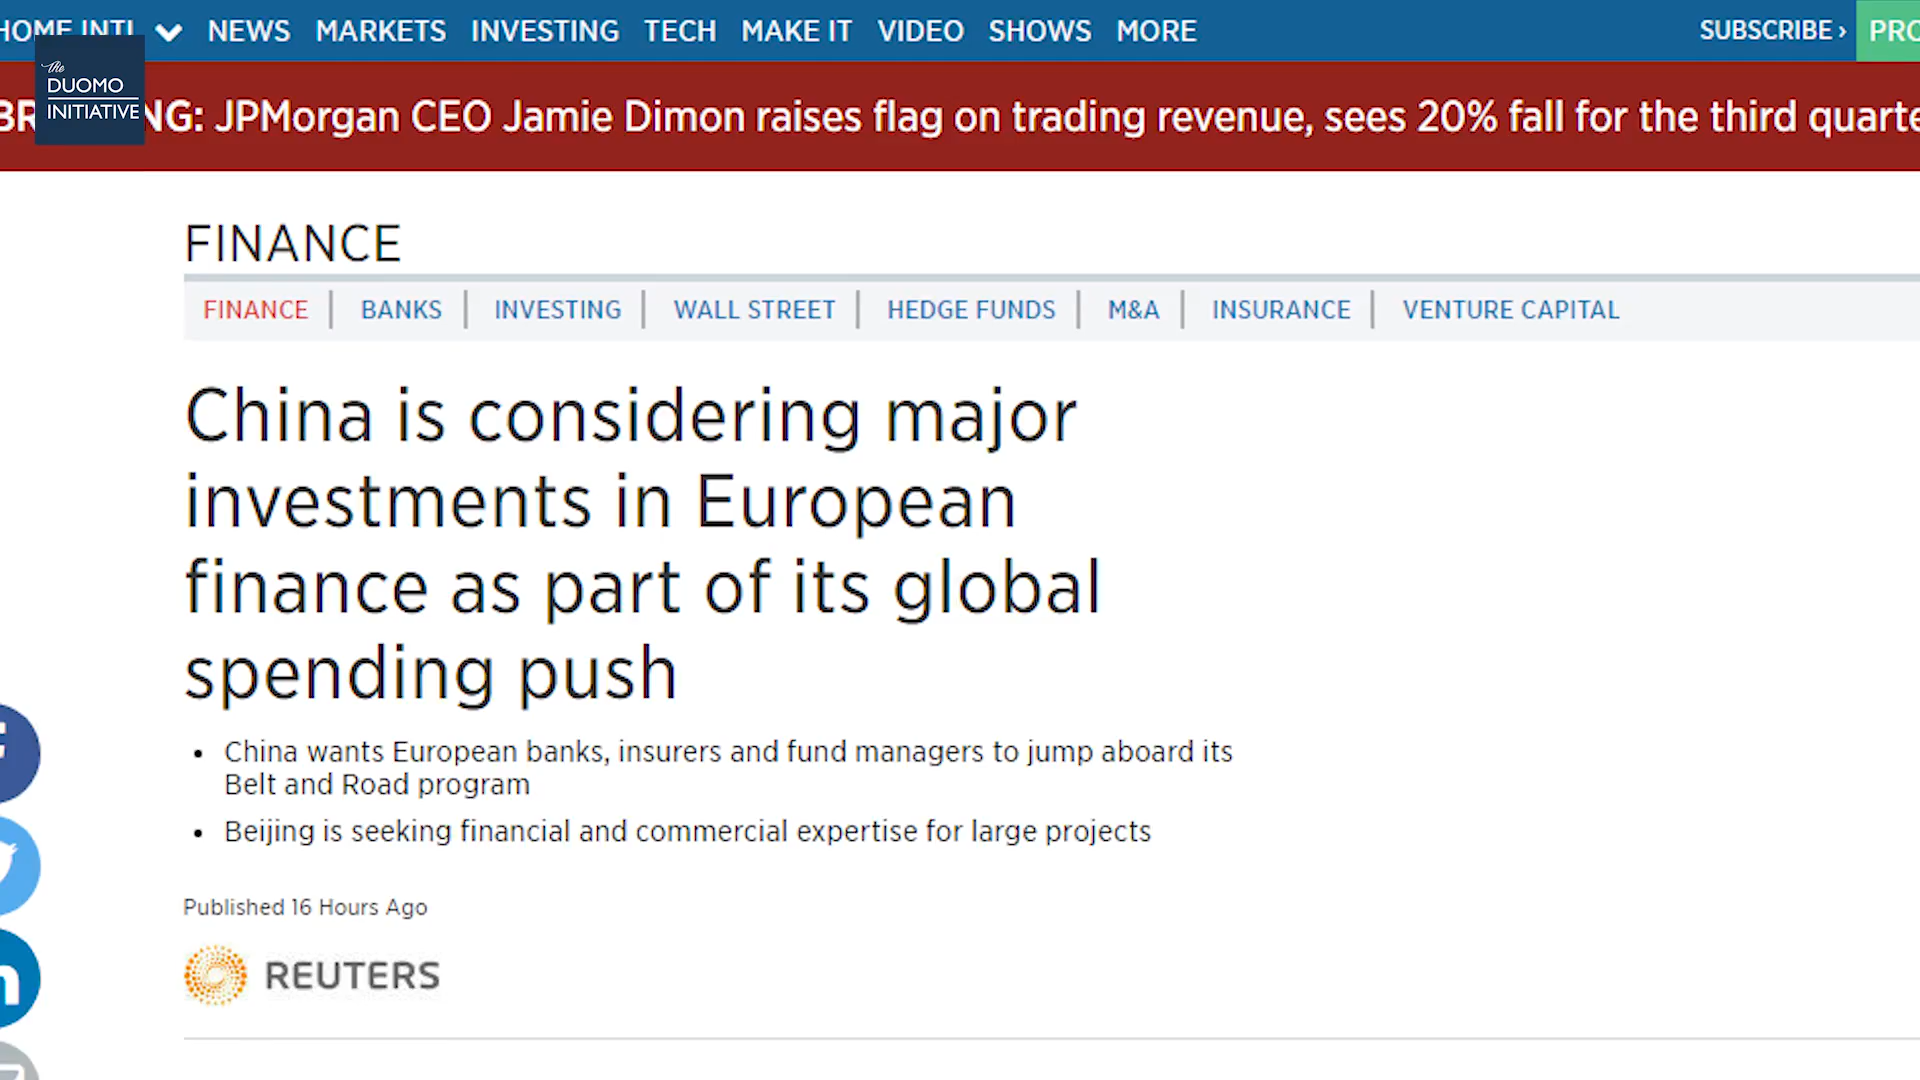 HOME INTL NEWS MARKETS INVESTING TECH MAKE IT VIDEO SHOWS MORE SUBSCRIBE › PRO
The
DUOMO
INITIATIVE
NG: JPMorgan CEO Jamie Dimon raises flag on trading revenue, sees 20% fall for the third quarte
FINANCE
FINANCE | BANKS | INVESTING | WALL STREET | HEDGE FUNDS | M&A | INSURANCE | VENTURE CAPITAL
China is considering major
investments in European
finance as part of its global
spending push
• China wants European banks, insurers and fund managers to jump aboard its
Belt and Road program
• Beijing is seeking financial and commercial expertise for large projects
Published 16 Hours Ago
REUTERS